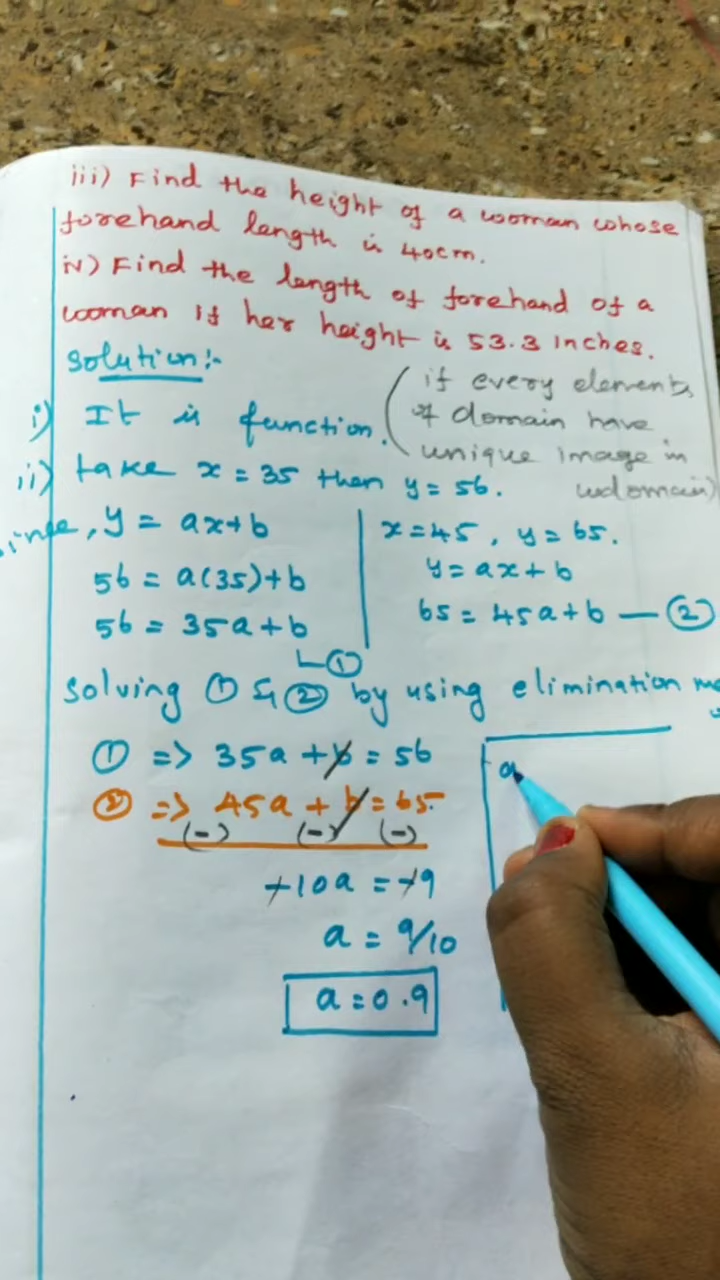 iii) Find the height of a woman whose
forehand length is 40cm.
iv) Find the length of forehand of a
woman if her height is 53.3 inches.
Solution:-
i) It is function. (if every elements
of domain have
unique image in
codomain)
ii) take x = 35 then y = 56.
Since, y = ax+b
56 = a(35)+b
56 = 35a+b
①
x=45, y=65.
y=ax+b
65=45a+b — ②
Solving ① & ② by using elimination
① => 35a + b = 56
② => 45a + b = 65.
(-) (-) (-)
-10a = -9
a = 9/10
a = 0.9
a